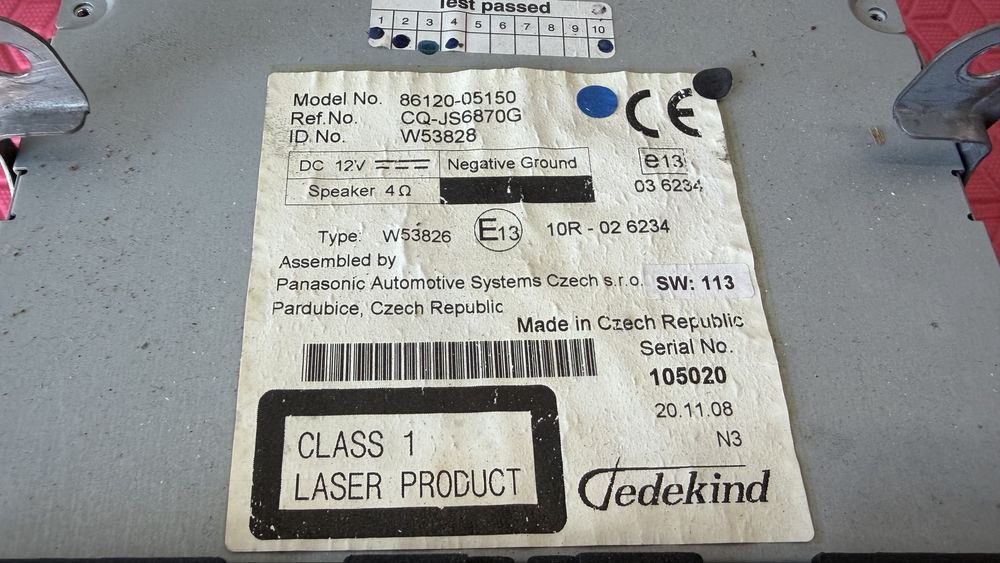 Test passed
1 2 3 4 5 6 7 8 9 10
Model No. 86120-05150
Ref.No. CQ-JS6870G
ID.No. W53828
CE
DC 12V Negative Ground
e13
Speaker 4Ω
03 6234
Type: W53826 E13 10R - 02 6234
Assembled by
Panasonic Automotive Systems Czech s.r.o. SW: 113
Pardubice, Czech Republic
Made in Czech Republic
Serial No.
105020
20.11.08
N3
CLASS 1
LASER PRODUCT
Tedekind